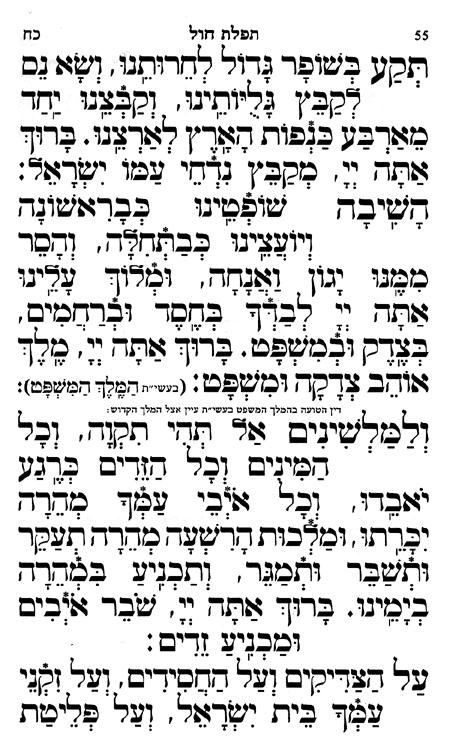 55 תפלת חול כח
תְּקַע בְּשׁוֹפָר גָּדוֹל לְחֵרוּתֵנוּ, וְשָׂא נֵס
לְקַבֵּץ גָּלֻיּוֹתֵינוּ, וְקַבְּצֵנוּ יַחַד
מֵאַרְבַּע כַּנְפוֹת הָאָרֶץ לְאַרְצֵנוּ. בָּרוּךְ
אַתָּה יְיָ, מְקַבֵּץ נִדְחֵי עַמּוֹ יִשְׂרָאֵל:
הָשִׁיבָה שׁוֹפְטֵינוּ כְּבָרִאשׁוֹנָה
וְיוֹעֲצֵינוּ כְּבַתְּחִלָּה, וְהָסֵר
מִמֶּנּוּ יָגוֹן וַאֲנָחָה, וּמְלוֹךְ עָלֵינוּ
אַתָּה יְיָ לְבַדְּךָ בְּחֶסֶד וּבְרַחֲמִים,
בְּצֶדֶק וּבְמִשְׁפָּט. בָּרוּךְ אַתָּה יְיָ, מֶלֶךְ
אוֹהֵב צְדָקָה וּמִשְׁפָּט: (בעשי״ת הַמֶּלֶךְ הַמִּשְׁפָּט):
דין הטועה בהמלך המשפט בעשי״ת עיין אצל המלך הקדוש:
וְלַמַּלְשִׁינִים אַל תְּהִי תִקְוָה, וְכָל
הַמִּינִים וְכָל הַזֵּדִים כְּרֶגַע
יֹאבֵדוּ, וְכָל אֹיְבֵי עַמְּךָ מְהֵרָה
יִכָּרֵתוּ, וּמַלְכוּת הָרִשְׁעָה מְהֵרָה תְעַקֵּר
וּתְשַׁבֵּר וּתְמַגֵּר, וְתַכְנִיעַ בִּמְהֵרָה
בְיָמֵינוּ. בָּרוּךְ אַתָּה יְיָ, שֹׁבֵר אֹיְבִים
וּמַכְנִיעַ זֵדִים:
עַל הַצַּדִּיקִים וְעַל הַחֲסִידִים, וְעַל זִקְנֵי
עַמְּךָ בֵּית יִשְׂרָאֵל, וְעַל פְּלֵיטַת